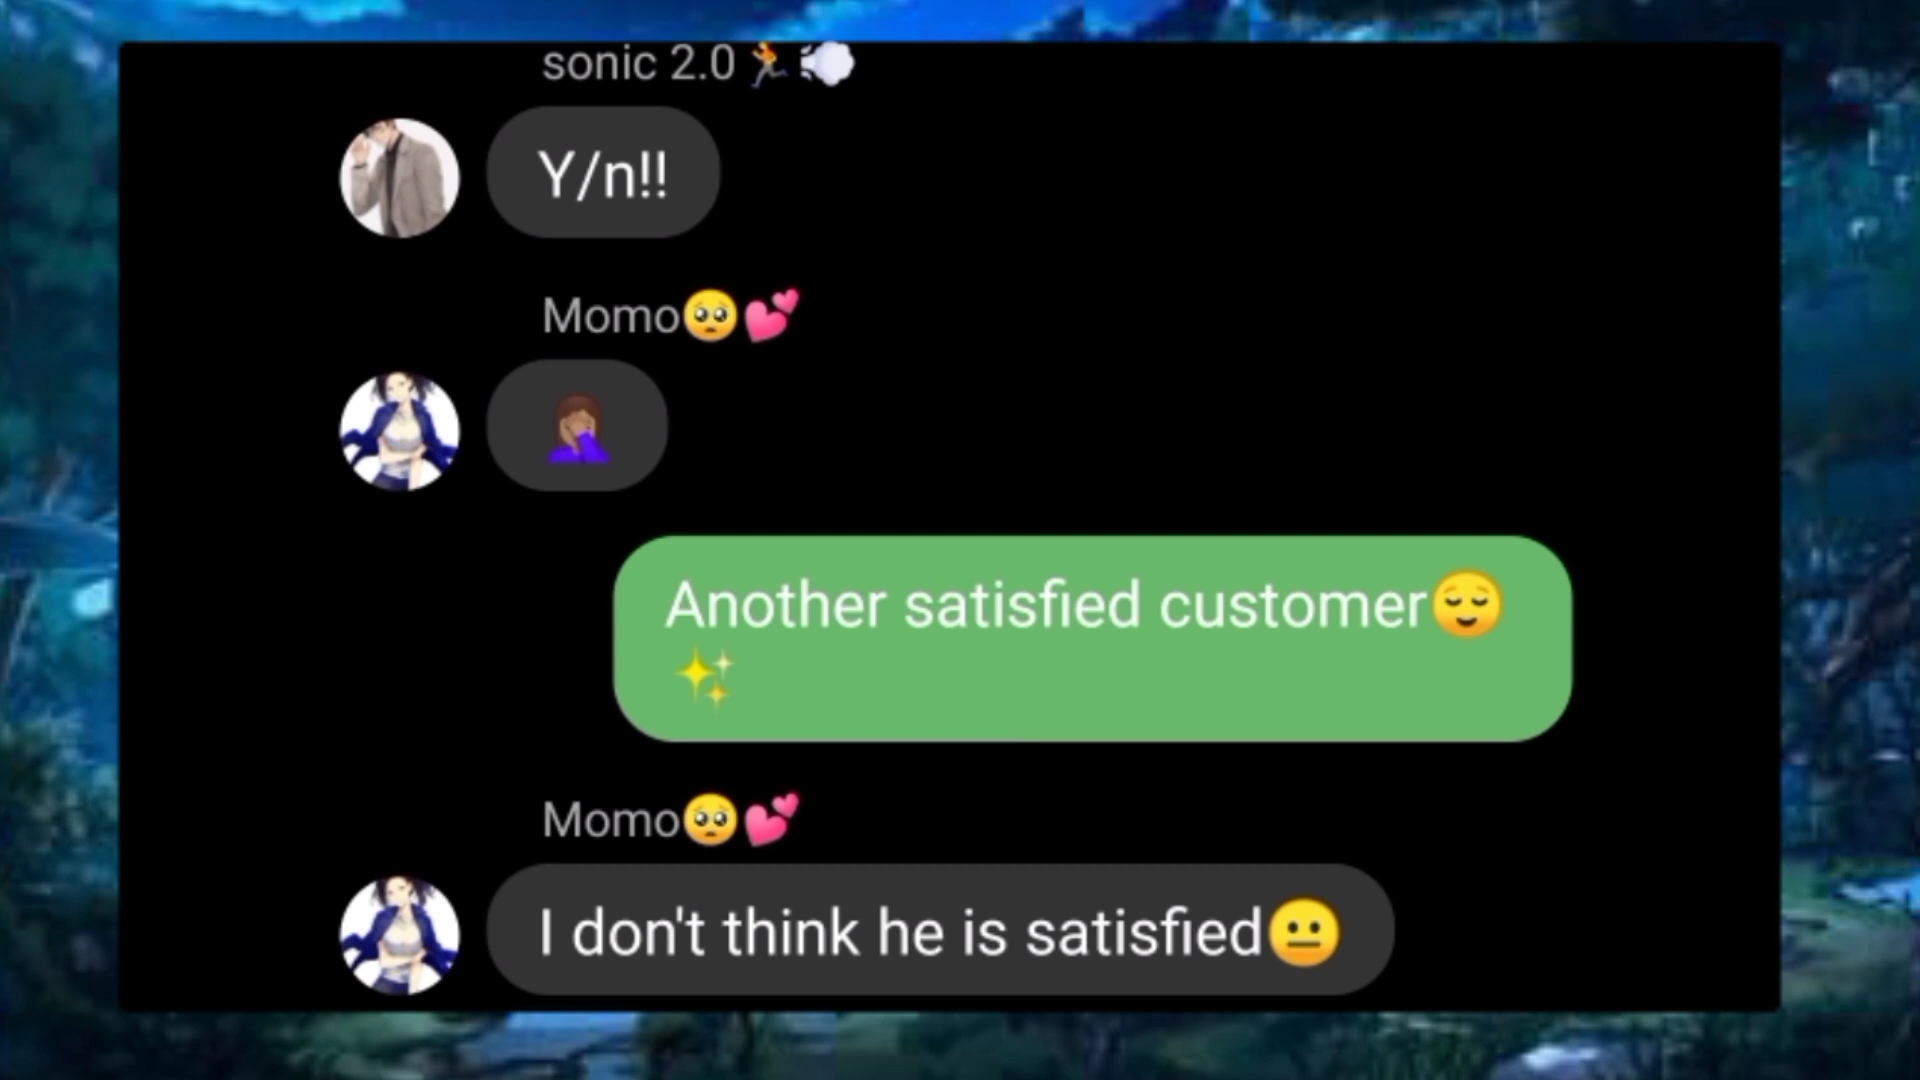 sonic 2.0🏃💨
Y/n!!
Momo🥺💕
🤦🏽‍♀️
Another satisfied customer😌
✨
Momo🥺💕
I don't think he is satisfied😐